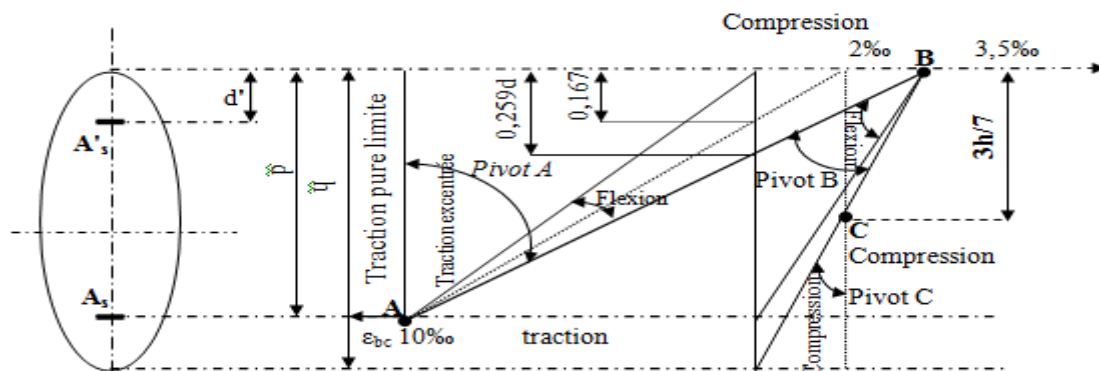 Compression
2‰
3,5‰
B
d'
A's
d
h
Traction pure limite
Traction excentree
Pivot A
0,259d
0,167
Flexion
Flexion
Pivot B
3h/7
C
Compression
Pivot C
Compression
As
A
εbc 10‰
traction